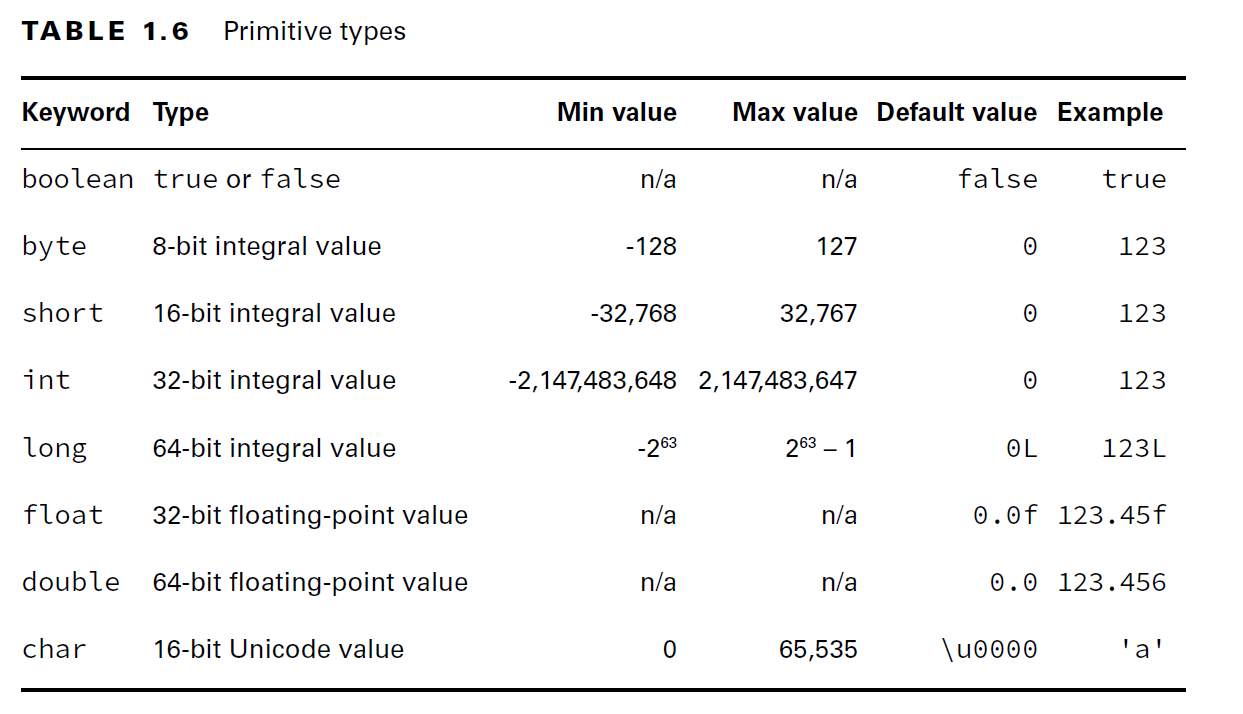 TABLE 1.6 Primitive types
Keyword Type Min value Max value Default value Example
boolean true or false n/a n/a false true
byte 8-bit integral value -128 127 0 123
short 16-bit integral value -32,768 32,767 0 123
int 32-bit integral value -2,147,483,648 2,147,483,647 0 123
long 64-bit integral value -2⁶³ 2⁶³ – 1 0L 123L
float 32-bit floating-point value n/a n/a 0.0f 123.45f
double 64-bit floating-point value n/a n/a 0.0 123.456
char 16-bit Unicode value 0 65,535 \u0000 'a'